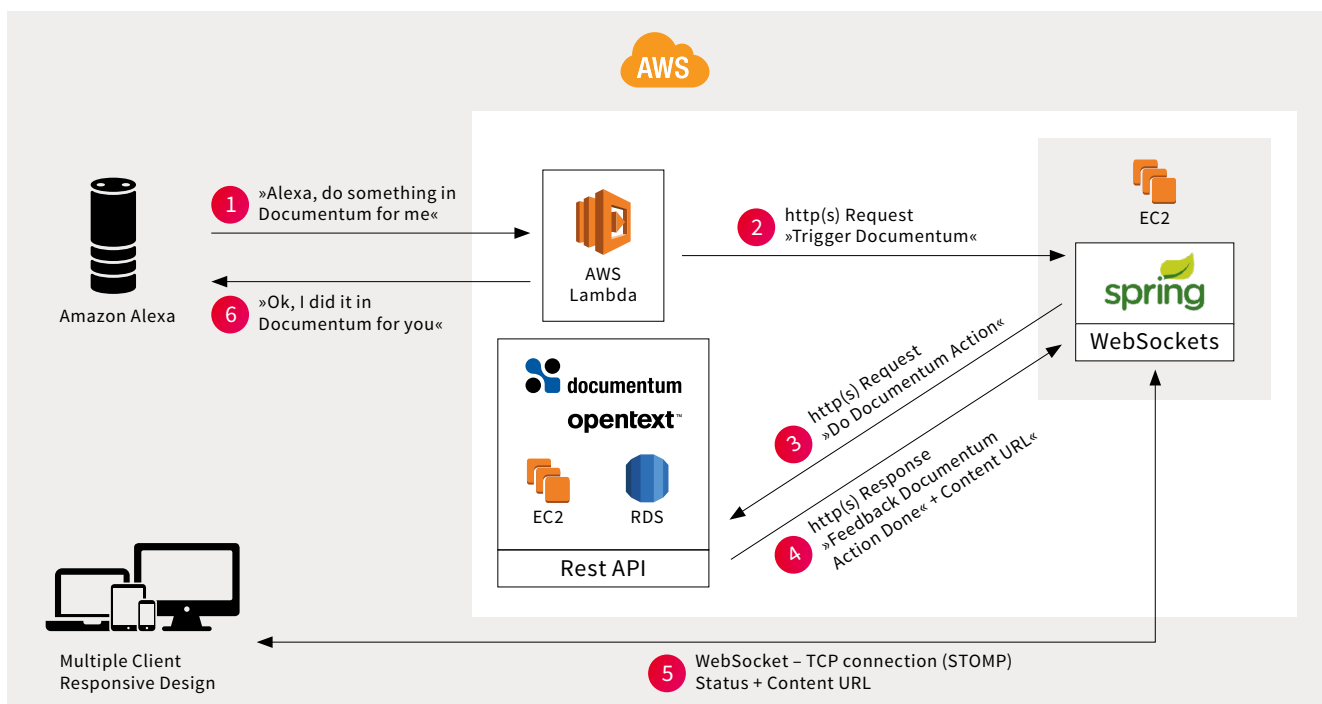 AWS
1
»Alexa, do something in
Documentum for me«
Amazon Alexa
6
»Ok, I did it in
Documentum for you«
AWS
Lambda
2
http(s) Request
»Trigger Documentum«
EC2
spring
WebSockets
documentum
opentext™
EC2
RDS
Rest API
3
http(s) Request
»Do Documentum Action«
4
http(s) Response
»Feedback Documentum
Action Done« + Content URL«
Multiple Client
Responsive Design
5
WebSocket – TCP connection (STOMP)
Status + Content URL